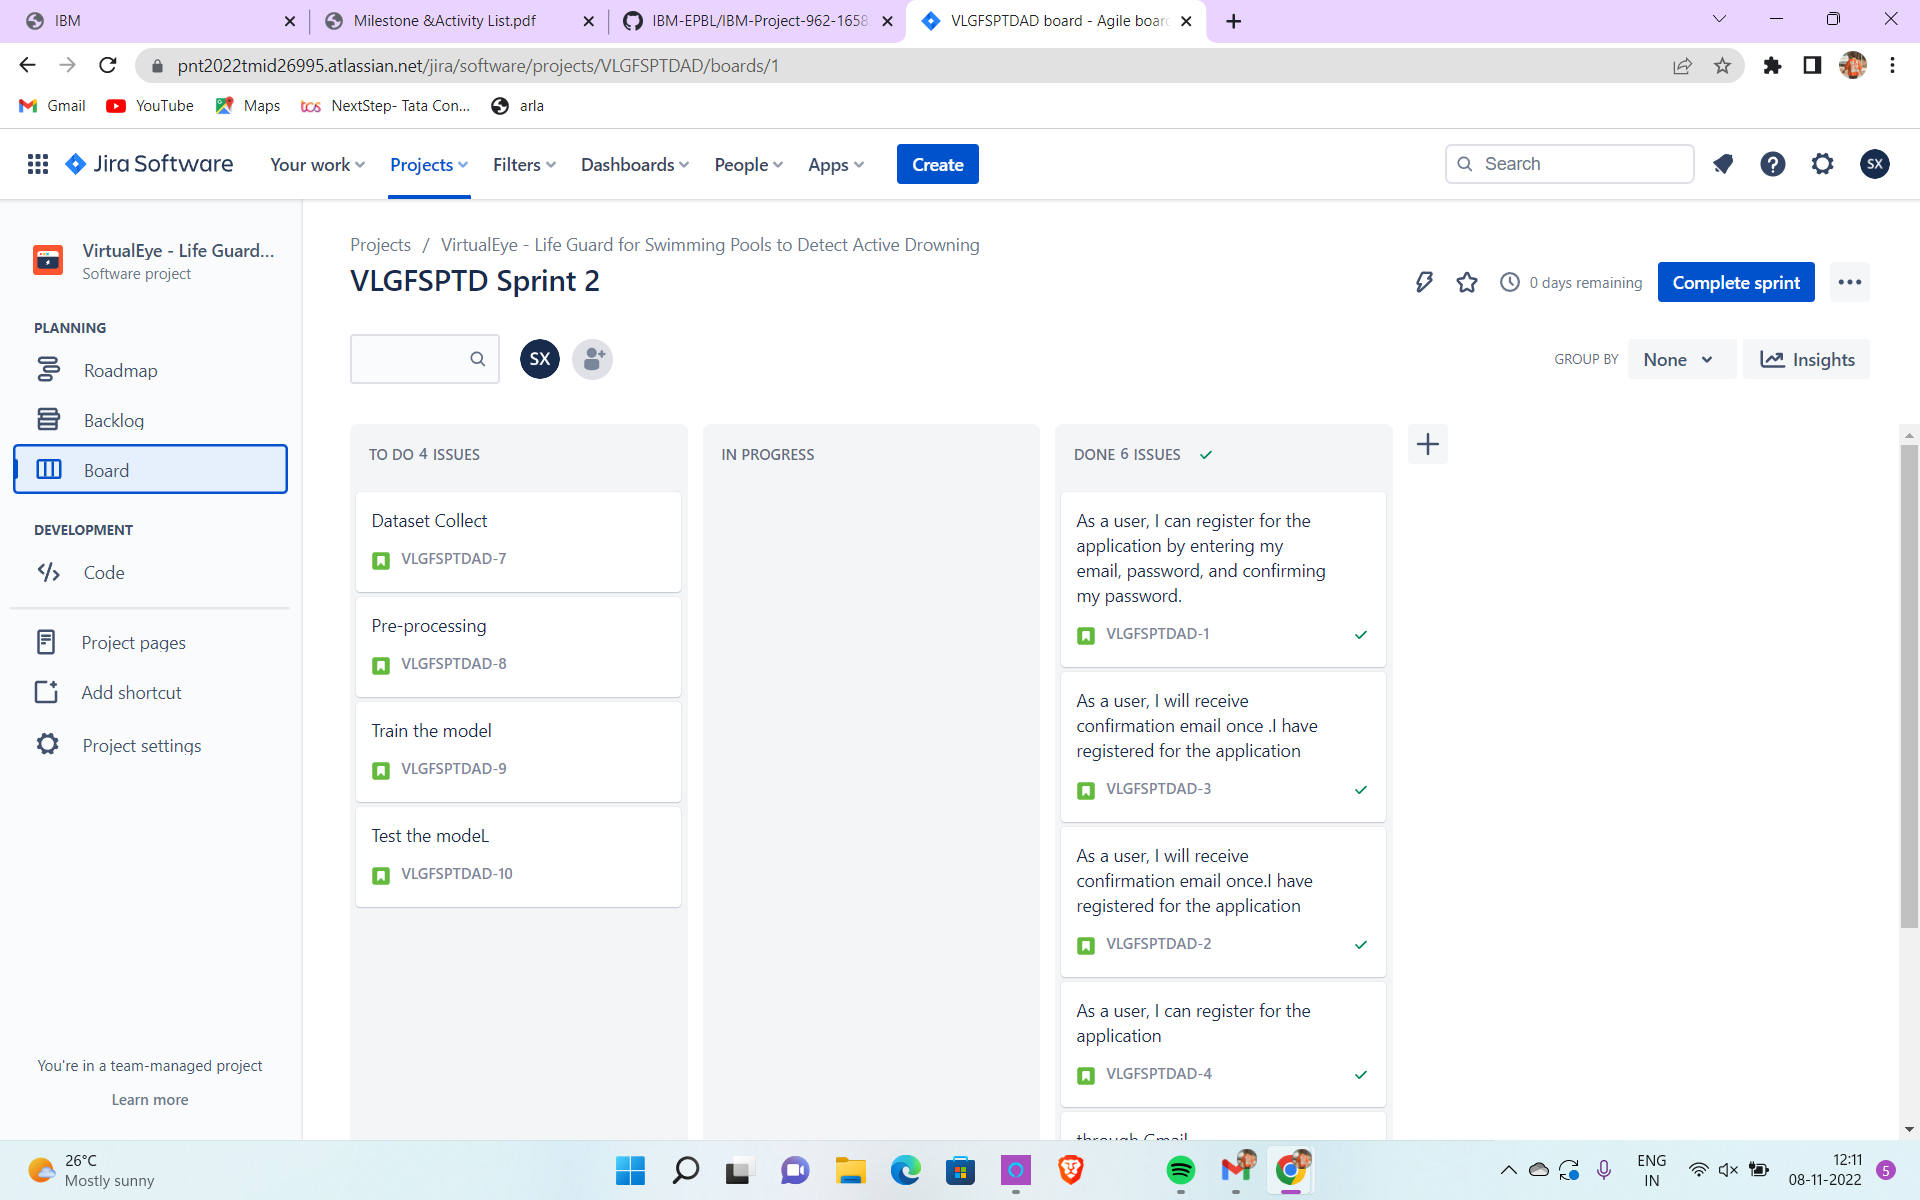 IBM
Milestone &Activity List.pdf
IBM-EPBL/IBM-Project-962-1658
VLGFSPTDAD board - Agile boar
pnt2022tmid26995.atlassian.net/jira/software/projects/VLGFSPTDAD/boards/1
Gmail
YouTube
Maps
tcs
NextStep- Tata Con...
arla
Jira Software
Your work
Projects
Filters
Dashboards
People
Apps
Create
Search
SX
VirtualEye - Life Guard...
Software project
PLANNING
Roadmap
Backlog
Board
DEVELOPMENT
Code
Project pages
Add shortcut
Project settings
You're in a team-managed project
Learn more
Projects / VirtualEye - Life Guard for Swimming Pools to Detect Active Drowning
VLGFSPTD Sprint 2
0 days remaining
Complete sprint
SX
GROUP BY
None
Insights
TO DO 4 ISSUES
Dataset Collect
VLGFSPTDAD-7
Pre-processing
VLGFSPTDAD-8
Train the model
VLGFSPTDAD-9
Test the modeL
VLGFSPTDAD-10
IN PROGRESS
DONE 6 ISSUES
As a user, I can register for the
application by entering my
email, password, and confirming
my password.
VLGFSPTDAD-1
As a user, I will receive
confirmation email once .I have
registered for the application
VLGFSPTDAD-3
As a user, I will receive
confirmation email once.I have
registered for the application
VLGFSPTDAD-2
As a user, I can register for the
application
VLGFSPTDAD-4
through Gmail
26°C
Mostly sunny
ENG
IN
12:11
08-11-2022
5